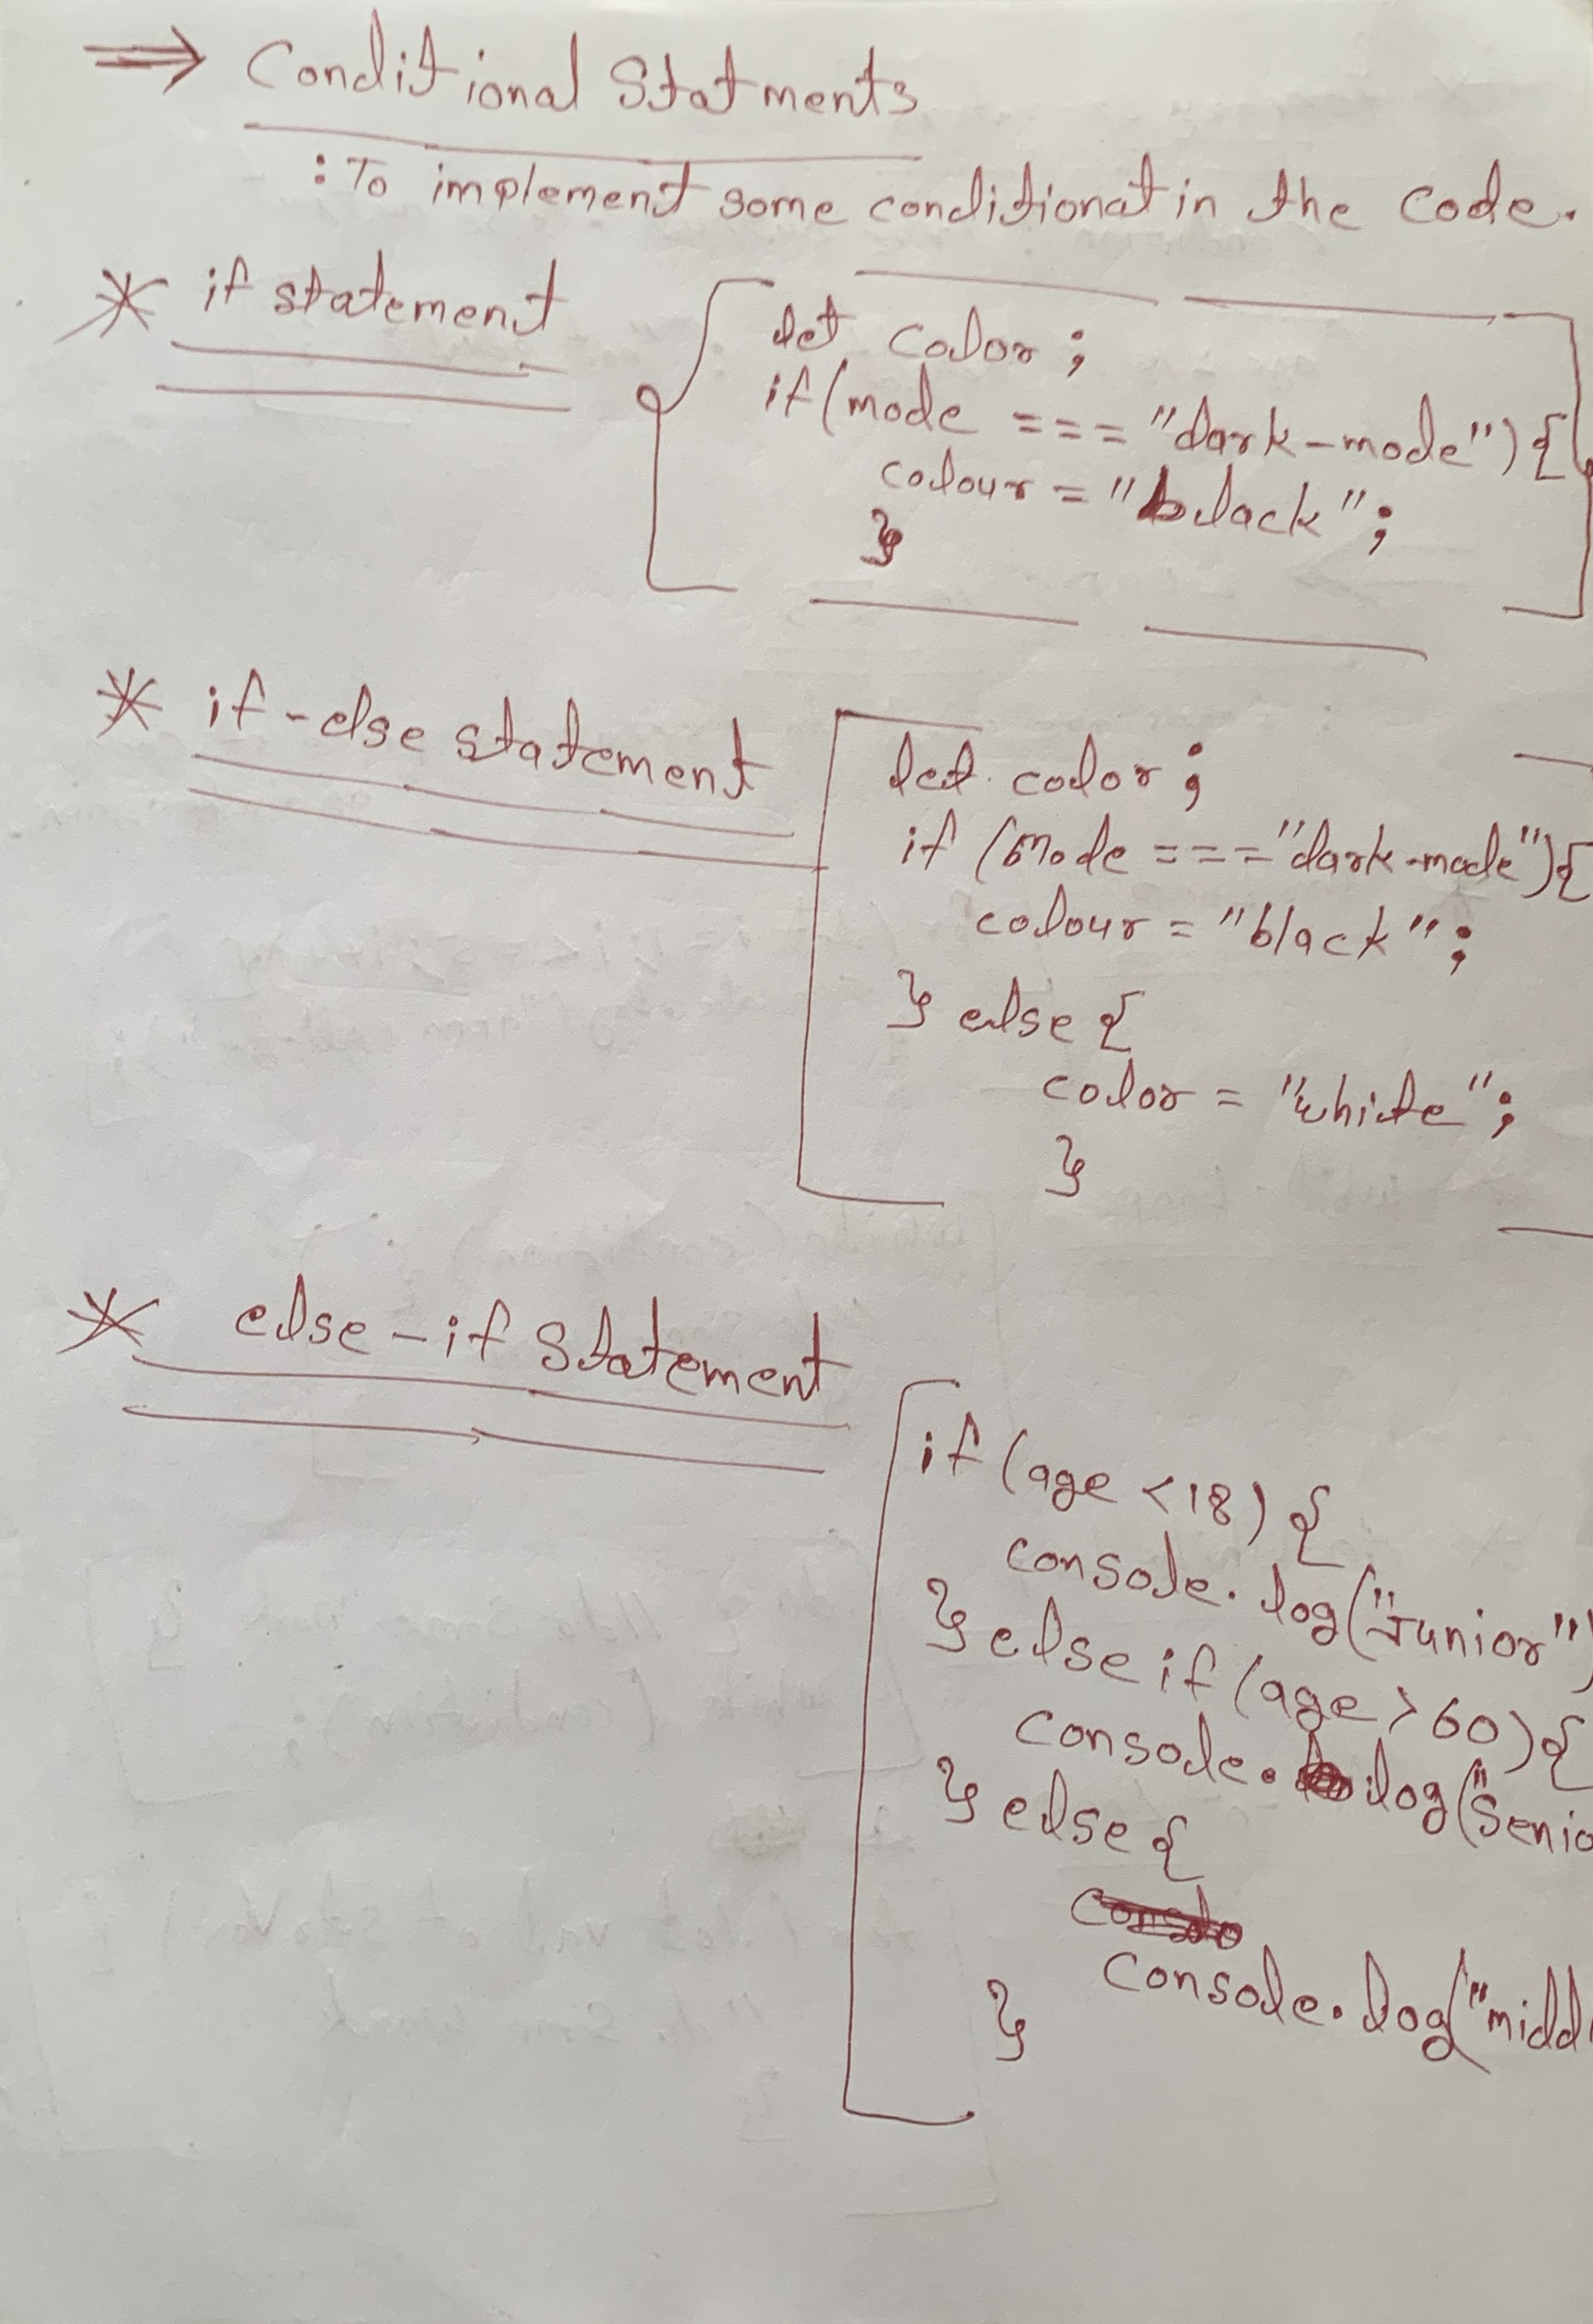 ⇒ Conditional Statments
: To implement some conditionat in the code.
* if statement
let color ;
if (mode === "dark-mode") {
colour = "black" ;
}
* if-else statement
let color ;
if (mode === "dark-mode") {
colour = "black" ;
} else {
color = "white" ;
}
* else-if Statement
if (age < 18) {
console.log("Junior")
} else if (age > 60) {
console.log("Senio
} else {
Console.log("middl
}